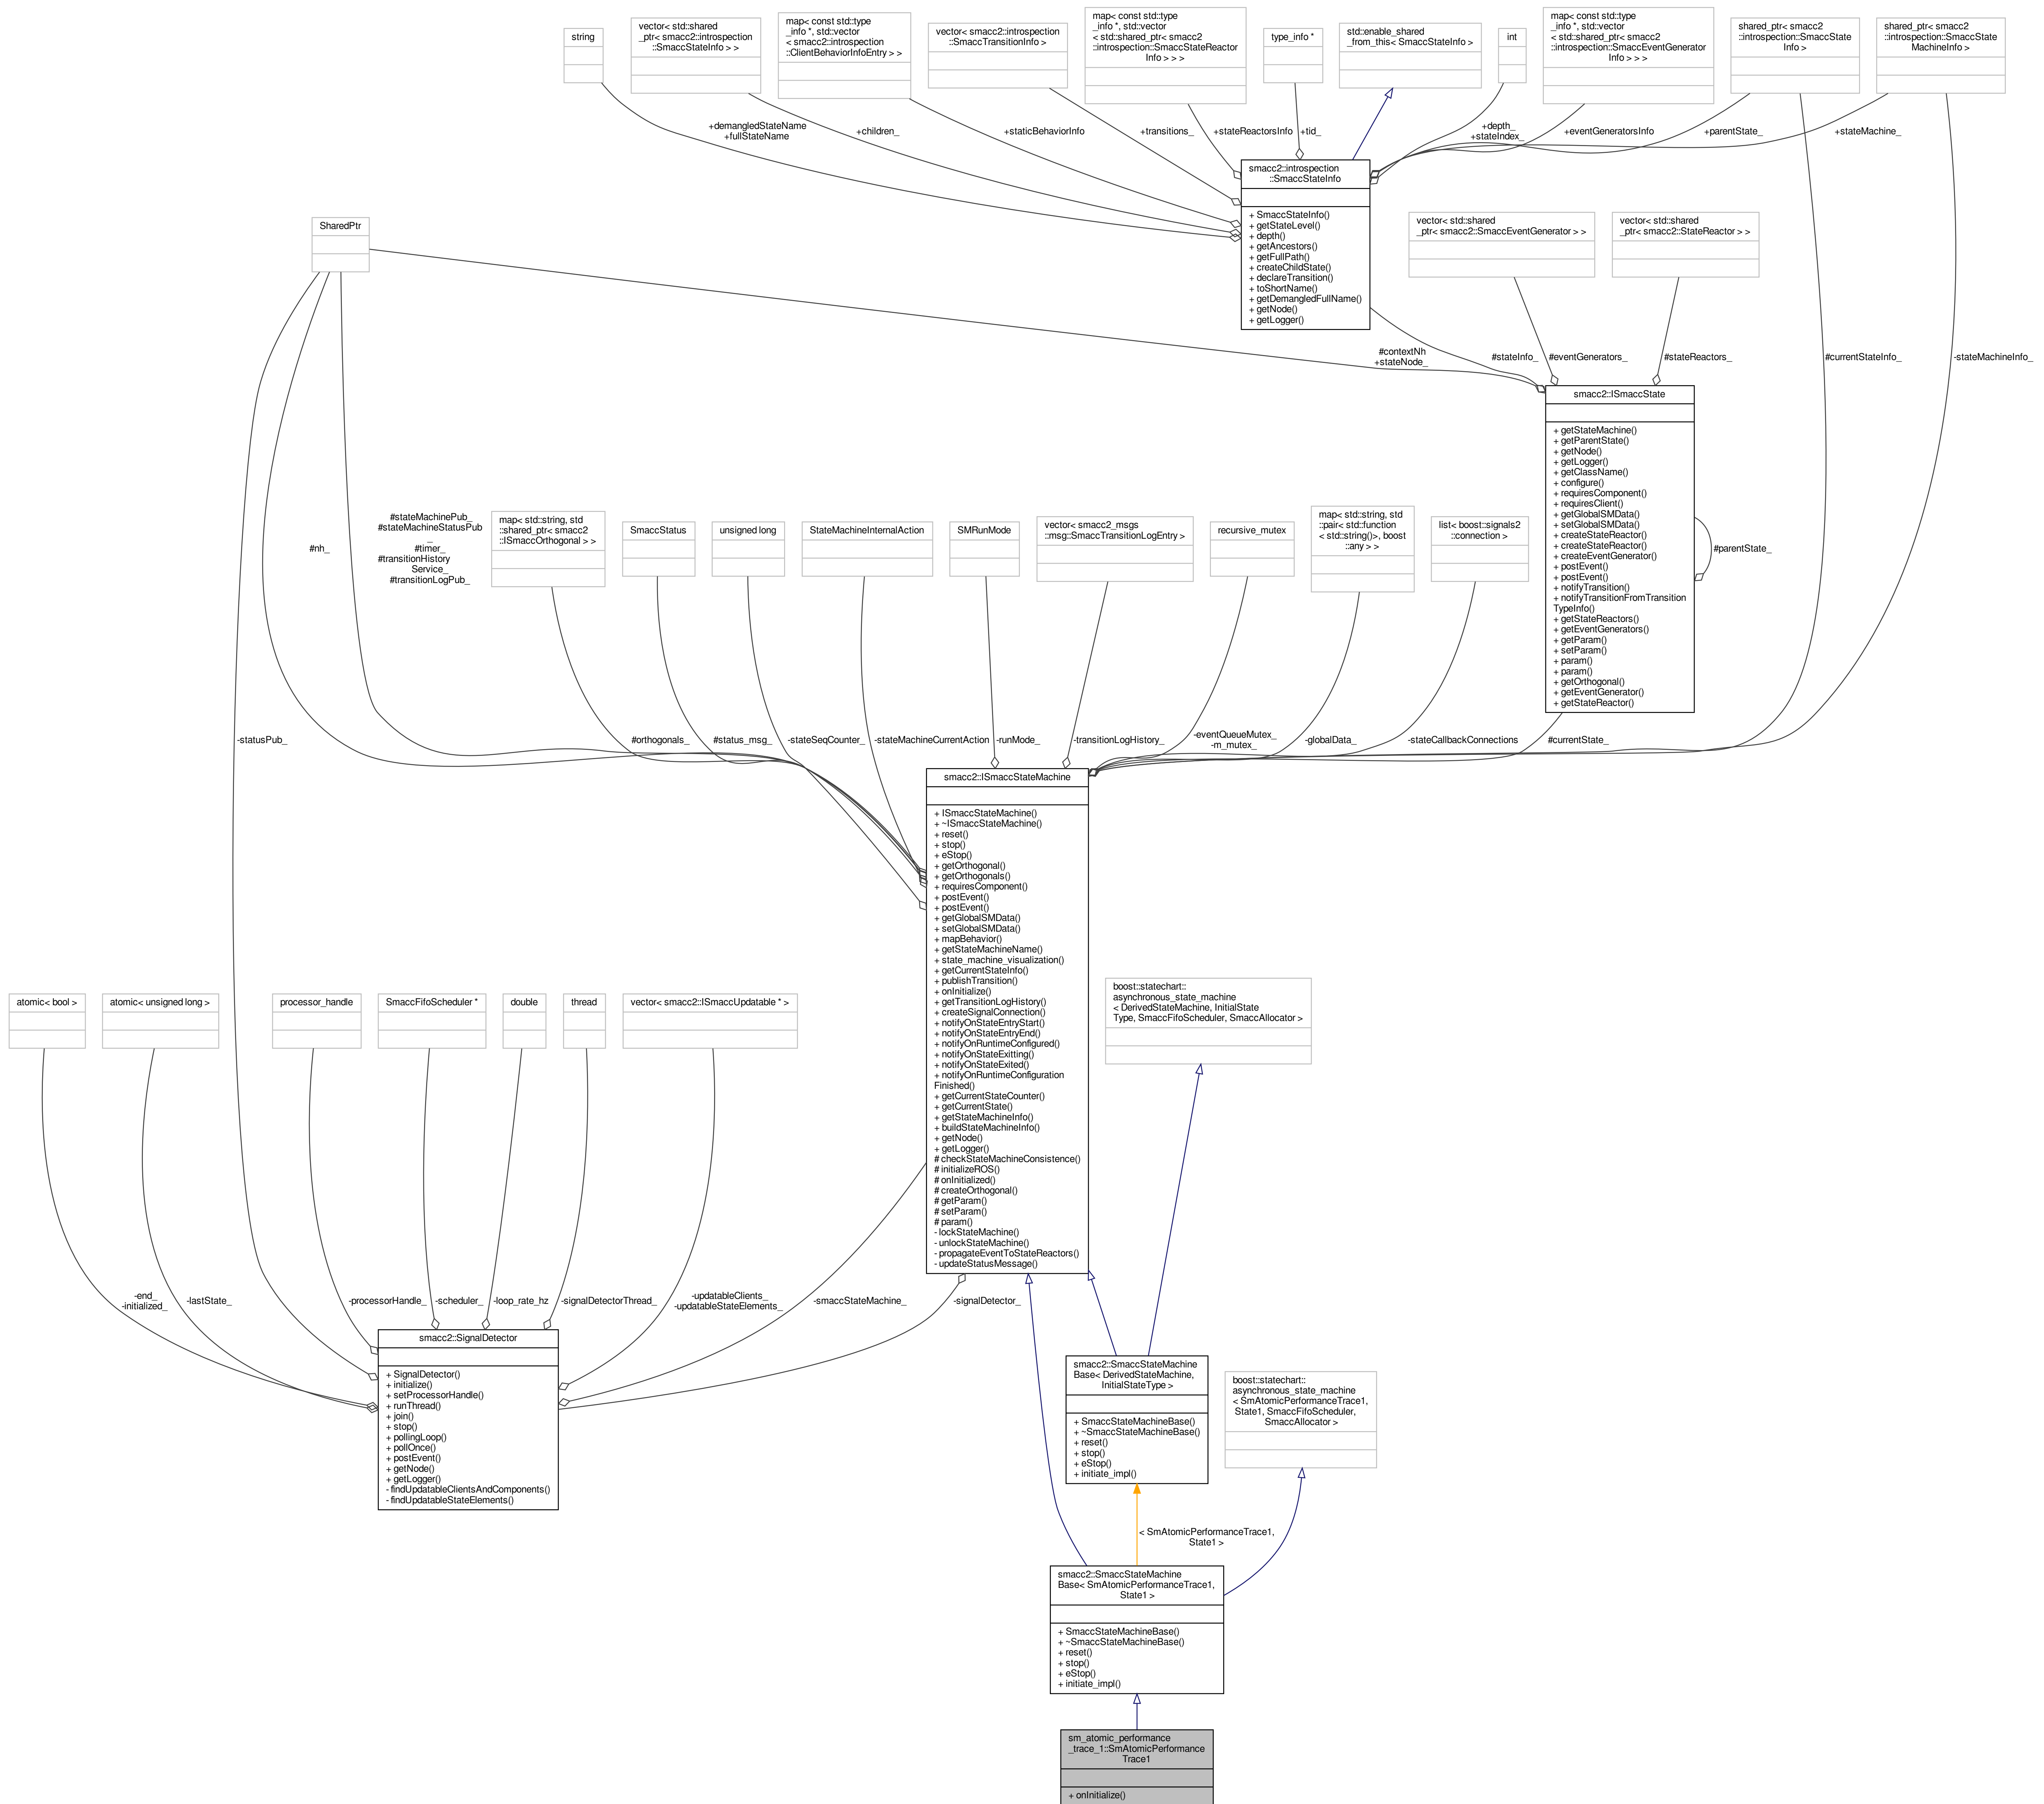 string
vector< std::shared
_ptr< smacc2::introspection
::SmaccStateInfo > >
map< const std::type
_info *, std::vector
< smacc2::introspection
::ClientBehaviorInfoEntry > >
vector< smacc2::introspection
::SmaccTransitionInfo >
map< const std::type
_info *, std::vector
< std::shared_ptr< smacc2
::introspection::SmaccStateReactor
Info > > >
type_info *
std::enable_shared
_from_this< SmaccStateInfo >
int
map< const std::type
_info *, std::vector
< std::shared_ptr< smacc2
::introspection::SmaccEventGenerator
Info > > >
shared_ptr< smacc2
::introspection::SmaccState
Info >
shared_ptr< smacc2
::introspection::SmaccState
MachineInfo >
+demangledStateName
+fullStateName
+children_
+staticBehaviorInfo
+transitions_
+stateReactorsInfo
+tid_
+depth_
+stateIndex_
+eventGeneratorsInfo
+parentState_
+stateMachine_
smacc2::introspection
::SmaccStateInfo
+ SmaccStateInfo()
+ getStateLevel()
+ depth()
+ getAncestors()
+ getFullPath()
+ createChildState()
+ declareTransition()
+ toShortName()
+ getDemangledFullName()
+ getNode()
+ getLogger()
SharedPtr
vector< std::shared
_ptr< smacc2::SmaccEventGenerator > >
vector< std::shared
_ptr< smacc2::StateReactor > >
#contextNh
+stateNode_
#stateInfo_
#eventGenerators_
#stateReactors_
#currentStateInfo_
-stateMachineInfo_
smacc2::ISmaccState
+ getStateMachine()
+ getParentState()
+ getNode()
+ getLogger()
+ getClassName()
+ configure()
+ requiresComponent()
+ requiresClient()
+ getGlobalSMData()
+ setGlobalSMData()
+ createStateReactor()
+ createStateReactor()
+ createEventGenerator()
+ postEvent()
+ postEvent()
+ notifyTransition()
+ notifyTransitionFromTransition
TypeInfo()
+ getStateReactors()
+ getEventGenerators()
+ getParam()
+ setParam()
+ param()
+ param()
+ getOrthogonal()
+ getEventGenerator()
+ getStateReactor()
#parentState_
#nh_
#stateMachinePub_
#stateMachineStatusPub
_
#timer_
#transitionHistory
Service_
#transitionLogPub_
map< std::string, std
::shared_ptr< smacc2
::ISmaccOrthogonal > >
SmaccStatus
unsigned long
StateMachineInternalAction
SMRunMode
vector< smacc2_msgs
::msg::SmaccTransitionLogEntry >
recursive_mutex
map< std::string, std
::pair< std::function
< std::string()>, boost
::any > >
list< boost::signals2
::connection >
-statusPub_
#orthogonals_
#status_msg_
-stateSeqCounter_
-stateMachineCurrentAction
-runMode_
-transitionLogHistory_
-eventQueueMutex_
-m_mutex_
-globalData_
-stateCallbackConnections
#currentState_
smacc2::ISmaccStateMachine
+ ISmaccStateMachine()
+ ~ISmaccStateMachine()
+ reset()
+ stop()
+ eStop()
+ getOrthogonal()
+ getOrthogonals()
+ requiresComponent()
+ postEvent()
+ postEvent()
+ getGlobalSMData()
+ setGlobalSMData()
+ mapBehavior()
+ getStateMachineName()
+ state_machine_visualization()
+ getCurrentStateInfo()
+ publishTransition()
+ onInitialize()
+ getTransitionLogHistory()
+ createSignalConnection()
+ notifyOnStateEntryStart()
+ notifyOnStateEntryEnd()
+ notifyOnRuntimeConfigured()
+ notifyOnStateExitting()
+ notifyOnStateExited()
+ notifyOnRuntimeConfiguration
Finished()
+ getCurrentStateCounter()
+ getCurrentState()
+ getStateMachineInfo()
+ buildStateMachineInfo()
+ getNode()
+ getLogger()
# checkStateMachineConsistence()
# initializeROS()
# onInitialized()
# createOrthogonal()
# getParam()
# setParam()
# param()
- lockStateMachine()
- unlockStateMachine()
- propagateEventToStateReactors()
- updateStatusMessage()
atomic< bool >
atomic< unsigned long >
processor_handle
SmaccFifoScheduler *
double
thread
vector< smacc2::ISmaccUpdatable * >
boost::statechart::
asynchronous_state_machine
< DerivedStateMachine, InitialState
Type, SmaccFifoScheduler, SmaccAllocator >
-end_
-initialized_
-lastState_
-processorHandle_
-scheduler_
-loop_rate_hz
-signalDetectorThread_
-updatableClients_
-updatableStateElements_
-smaccStateMachine_
-signalDetector_
smacc2::SignalDetector
+ SignalDetector()
+ initialize()
+ setProcessorHandle()
+ runThread()
+ join()
+ stop()
+ pollingLoop()
+ pollOnce()
+ postEvent()
+ getNode()
+ getLogger()
- findUpdatableClientsAndComponents()
- findUpdatableStateElements()
smacc2::SmaccStateMachine
Base< DerivedStateMachine,
InitialStateType >
+ SmaccStateMachineBase()
+ ~SmaccStateMachineBase()
+ reset()
+ stop()
+ eStop()
+ initiate_impl()
boost::statechart::
asynchronous_state_machine
< SmAtomicPerformanceTrace1,
State1, SmaccFifoScheduler,
SmaccAllocator >
< SmAtomicPerformanceTrace1,
State1 >
smacc2::SmaccStateMachine
Base< SmAtomicPerformanceTrace1,
State1 >
+ SmaccStateMachineBase()
+ ~SmaccStateMachineBase()
+ reset()
+ stop()
+ eStop()
+ initiate_impl()
sm_atomic_performance
_trace_1::SmAtomicPerformance
Trace1
+ onInitialize()